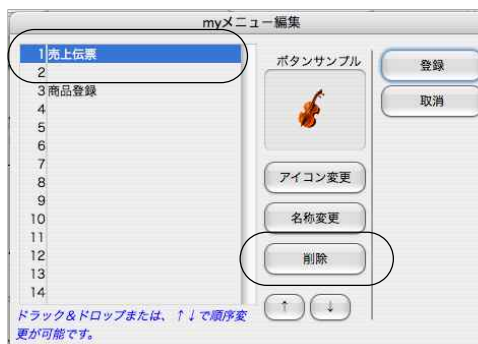 myメニュー編集
1 売上伝票
2
3 商品登録
4
5
6
7
8
9
10
11
12
13
14
ドラック&ドロップまたは、↑↓で順序変
更が可能です。
ボタンサンプル
アイコン変更
名称変更
削除
↑ ↓
登録
取消